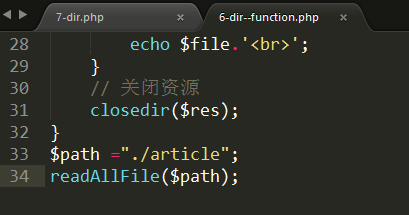 7-dir.php × 6-dir--function.php ×
28 echo $file.'<br>';
29 }
30 // 关闭资源
31 closedir($res);
32 }
33 $path ="./article";
34 readAllFile($path);